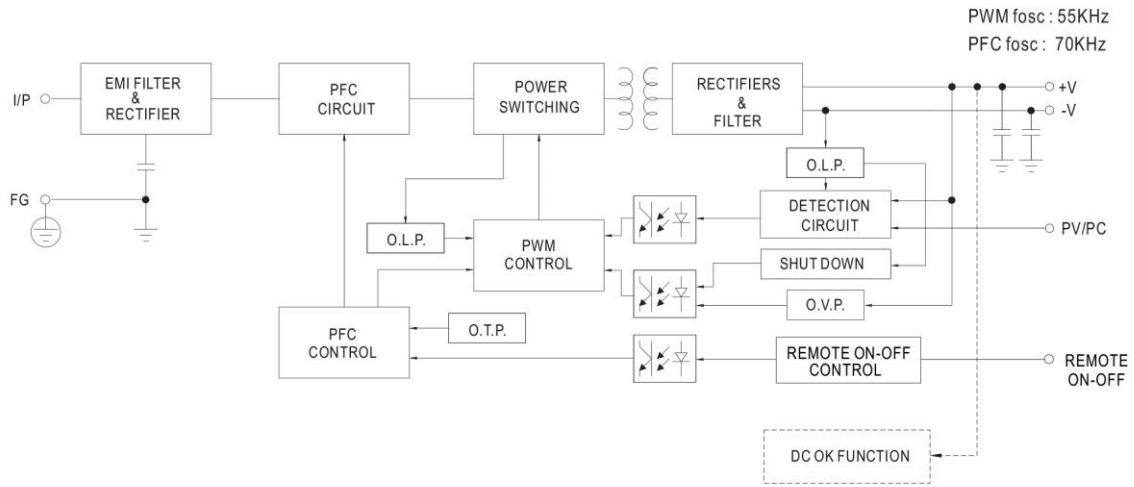 PWM fosc : 55KHz
PFC fosc : 70KHz
I/P
EMI FILTER
&
RECTIFIER
PFC
CIRCUIT
POWER
SWITCHING
RECTIFIERS
&
FILTER
+V
-V
O.L.P.
FG
DETECTION
CIRCUIT
PV/PC
O.L.P.
PWM
CONTROL
SHUT DOWN
O.V.P.
O.T.P.
PFC
CONTROL
REMOTE ON-OFF
CONTROL
REMOTE
ON-OFF
DC OK FUNCTION